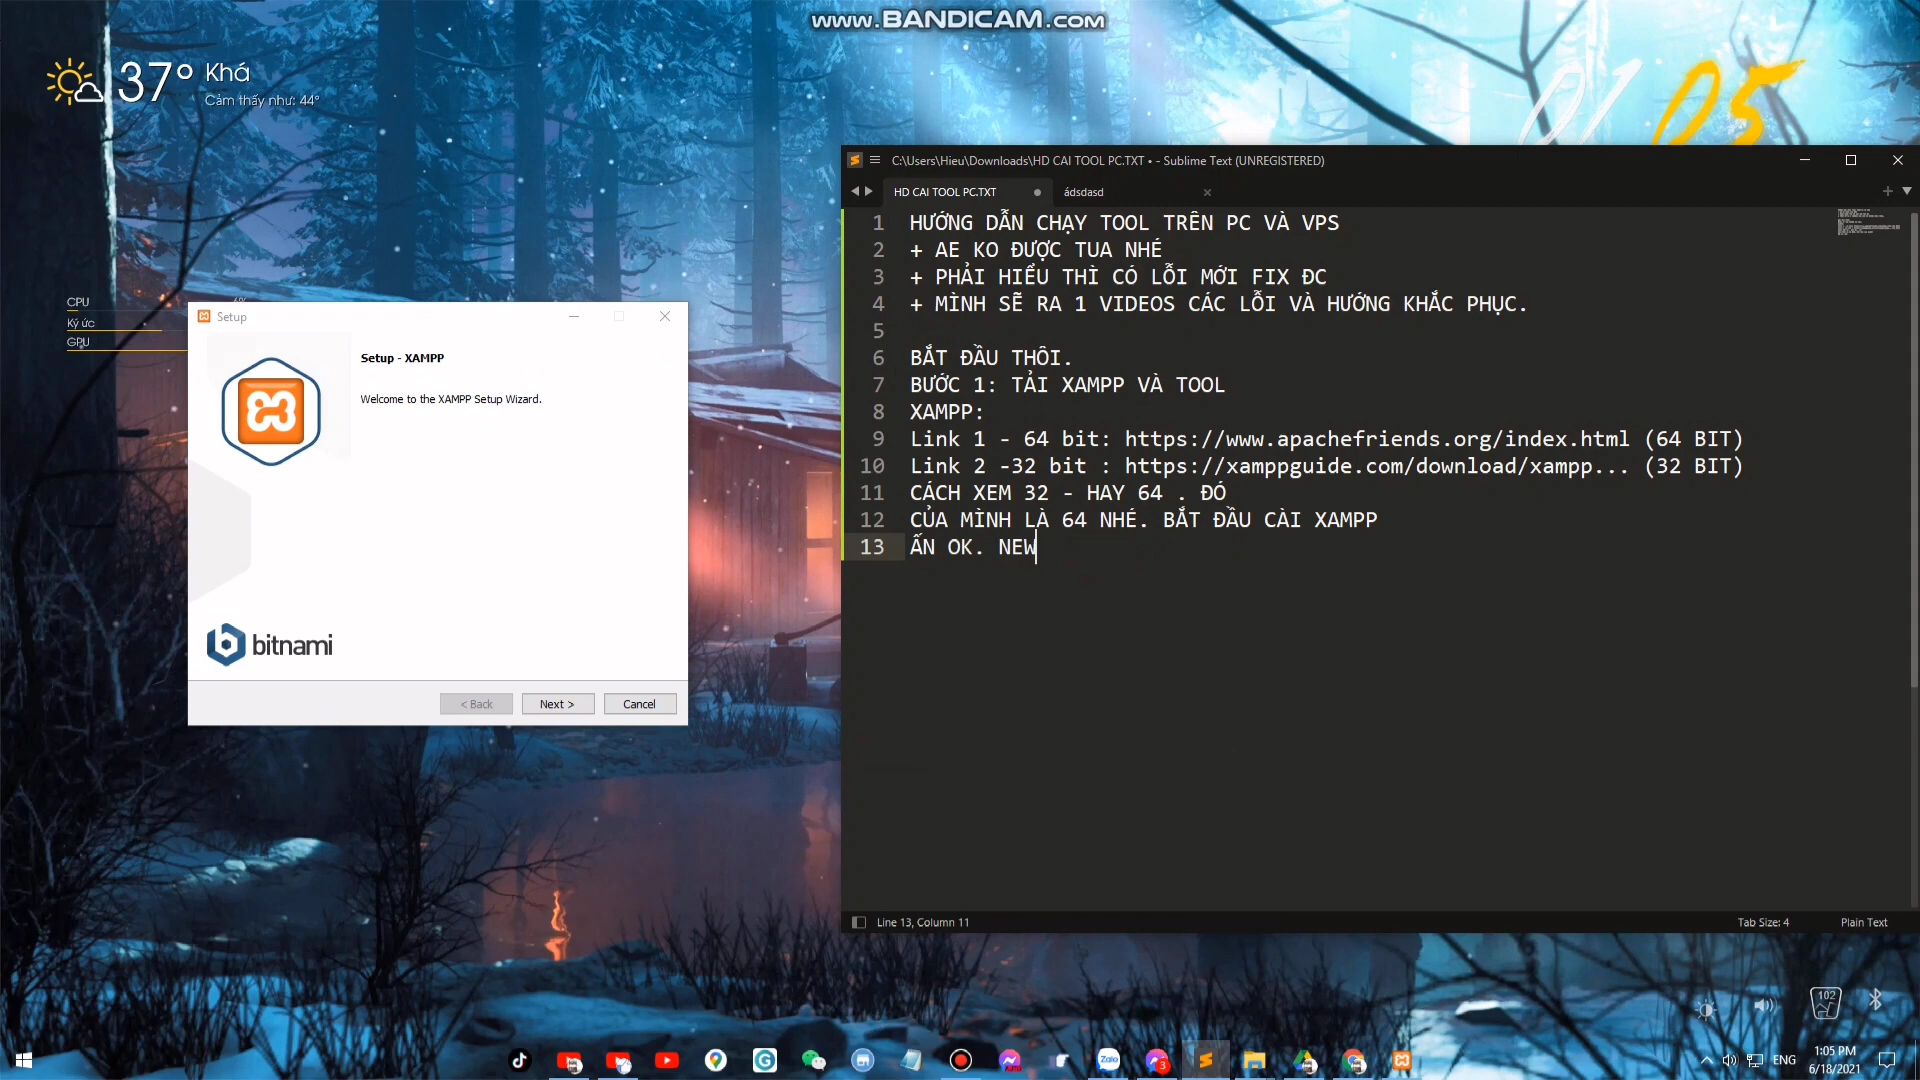 www.BANDICAM.com
37° Khá
Cảm thấy như: 44°
01 05
CPU 6%
Ký ức
GPU
Setup
Setup - XAMPP
Welcome to the XAMPP Setup Wizard.
bitnami
< Back Next > Cancel
C:\Users\Hieu\Downloads\HD CAI TOOL PC.TXT • - Sublime Text (UNREGISTERED)
HD CAI TOOL PC.TXT ádsdasd
1 HƯỚNG DẪN CHẠY TOOL TRÊN PC VÀ VPS
2 + AE KO ĐƯỢC TUA NHÉ
3 + PHẢI HIỂU THÌ CÓ LỖI MỚI FIX ĐC
4 + MÌNH SẼ RA 1 VIDEOS CÁC LỖI VÀ HƯỚNG KHẮC PHỤC.
5
6 BẮT ĐẦU THÔI.
7 BƯỚC 1: TẢI XAMPP VÀ TOOL
8 XAMPP:
9 Link 1 - 64 bit: https://www.apachefriends.org/index.html (64 BIT)
10 Link 2 -32 bit : https://xamppguide.com/download/xampp... (32 BIT)
11 CÁCH XEM 32 - HAY 64 . ĐÓ
12 CỦA MÌNH LÀ 64 NHÉ. BẮT ĐẦU CÀI XAMPP
13 ẤN OK. NEW
Line 13, Column 11 Tab Size: 4 Plain Text
102
Zalo 3 ENG 1:05 PM
6/18/2021